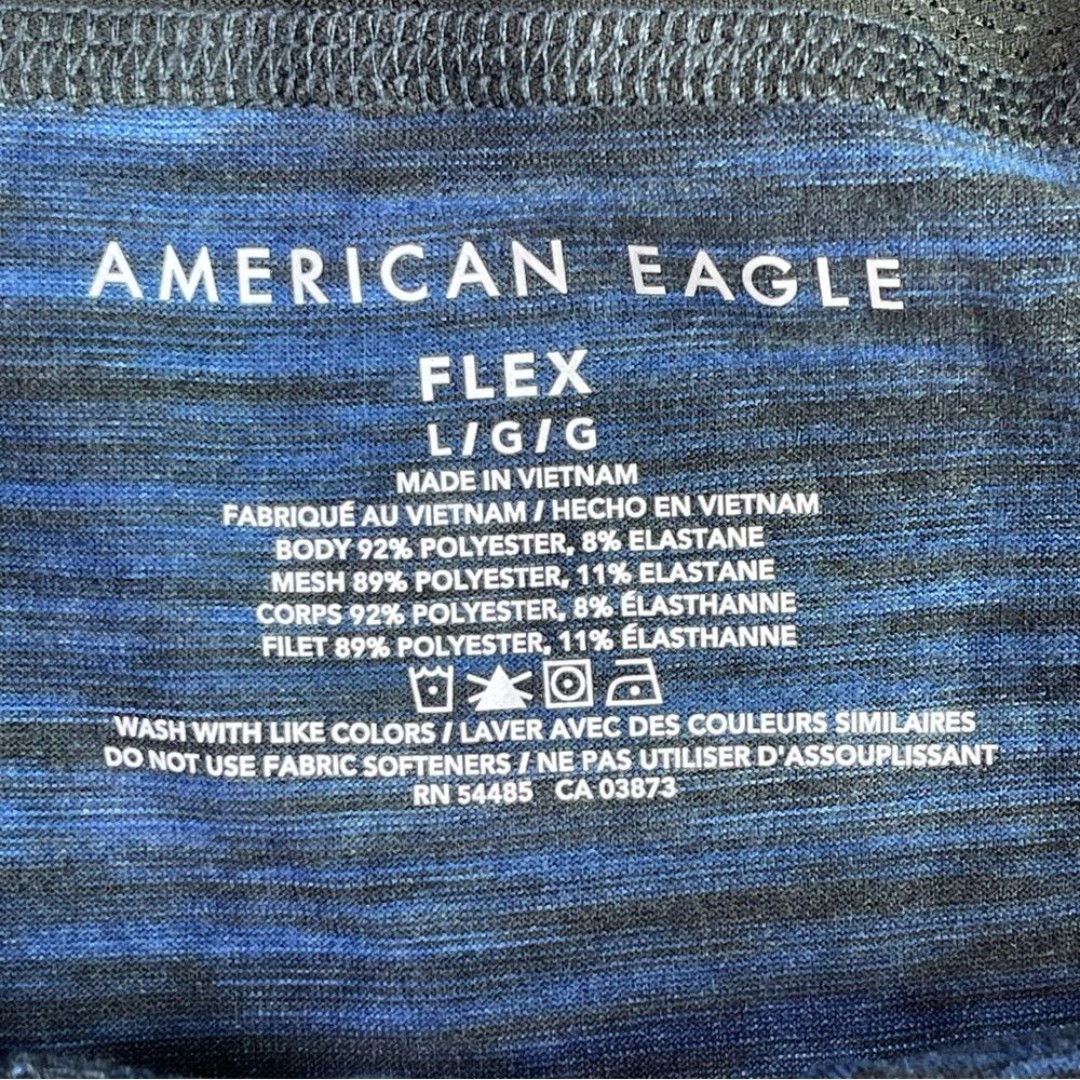 AMERICAN EAGLE
FLEX
L/G/G
MADE IN VIETNAM
FABRIQUÉ AU VIETNAM / HECHO EN VIETNAM
BODY 92% POLYESTER, 8% ELASTANE
MESH 89% POLYESTER, 11% ELASTANE
CORPS 92% POLYESTER, 8% ÉLASTHANNE
FILET 89% POLYESTER, 11% ÉLASTHANNE
WASH WITH LIKE COLORS / LAVER AVEC DES COULEURS SIMILAIRES
DO NOT USE FABRIC SOFTENERS / NE PAS UTILISER D'ASSOUPLISSANT
RN 54485 CA 03873